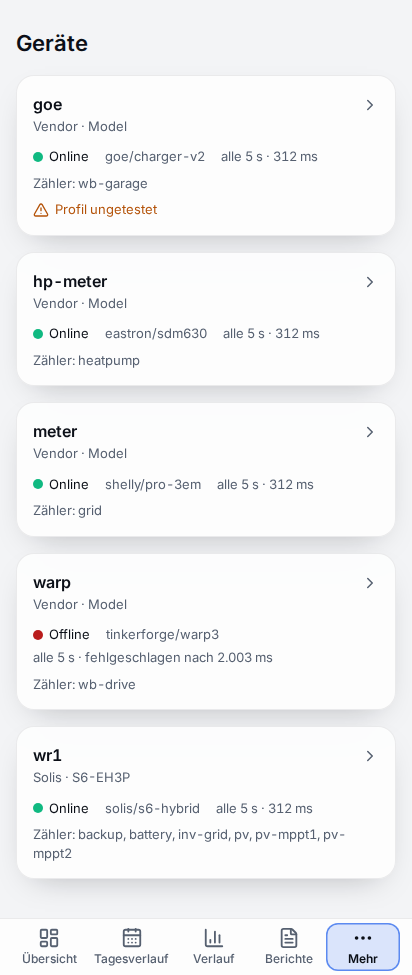 Geräte
goe
Vendor · Model
Online goe/charger-v2 alle 5 s · 312 ms
Zähler: wb-garage
Profil ungetestet
hp-meter
Vendor · Model
Online eastron/sdm630 alle 5 s · 312 ms
Zähler: heatpump
meter
Vendor · Model
Online shelly/pro-3em alle 5 s · 312 ms
Zähler: grid
warp
Vendor · Model
Offline tinkerforge/warp3
alle 5 s · fehlgeschlagen nach 2.003 ms
Zähler: wb-drive
wr1
Solis · S6-EH3P
Online solis/s6-hybrid alle 5 s · 312 ms
Zähler: backup, battery, inv-grid, pv, pv-mppt1, pv-
mppt2
Übersicht Tagesverlauf Verlauf Berichte Mehr